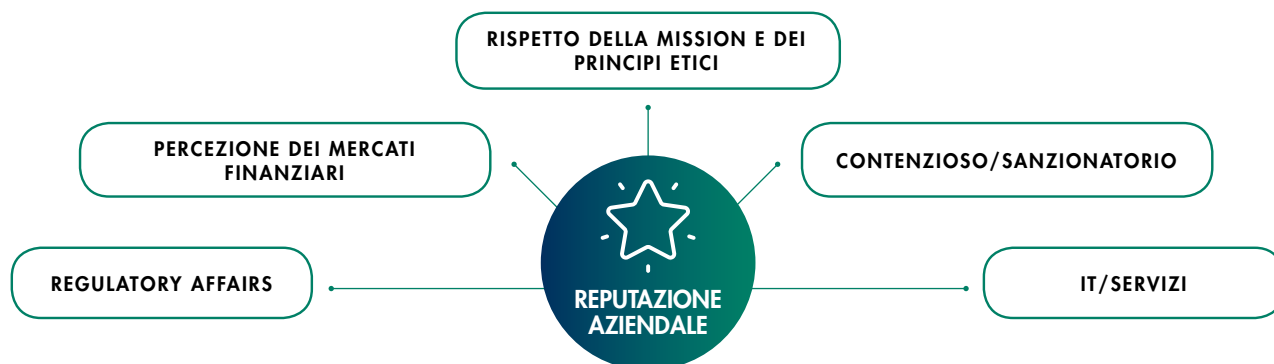 RISPETTO DELLA MISSION E DEI
PRINCIPI ETICI
PERCEZIONE DEI MERCATI
FINANZIARI
CONTENZIOSO/SANZIONATORIO
REGULATORY AFFAIRS
IT/SERVIZI
REPUTAZIONE
AZIENDALE